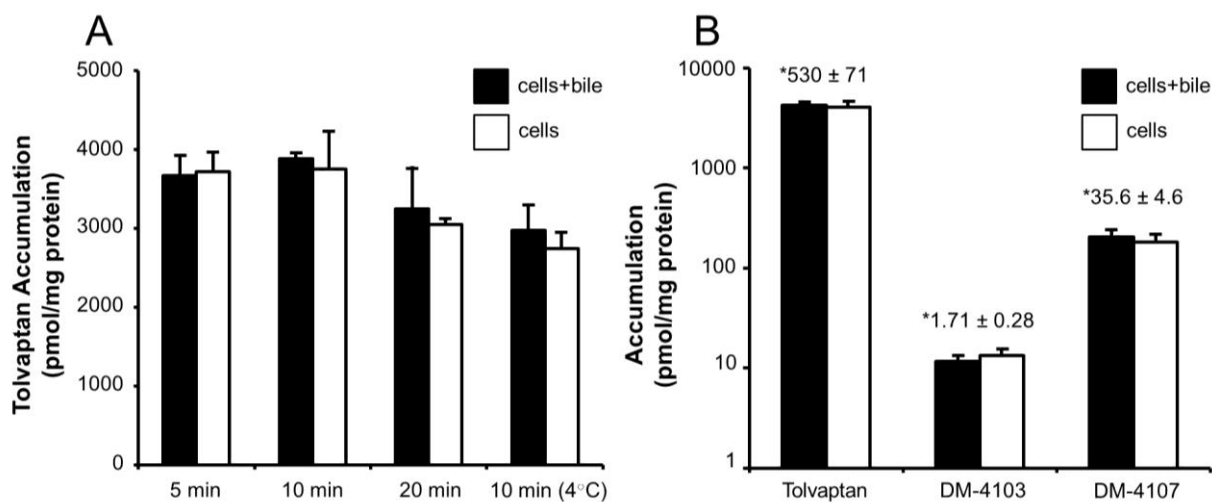 A
Tolvaptan Accumulation
(pmol/mg protein)
5000
4000
3000
2000
1000
0
cells+bile
cells
5 min
10 min
20 min
10 min (4°C)
B
Accumulation
(pmol/mg protein)
10000
1000
100
10
1
*530 ± 71
cells+bile
cells
*35.6 ± 4.6
*1.71 ± 0.28
Tolvaptan
DM-4103
DM-4107